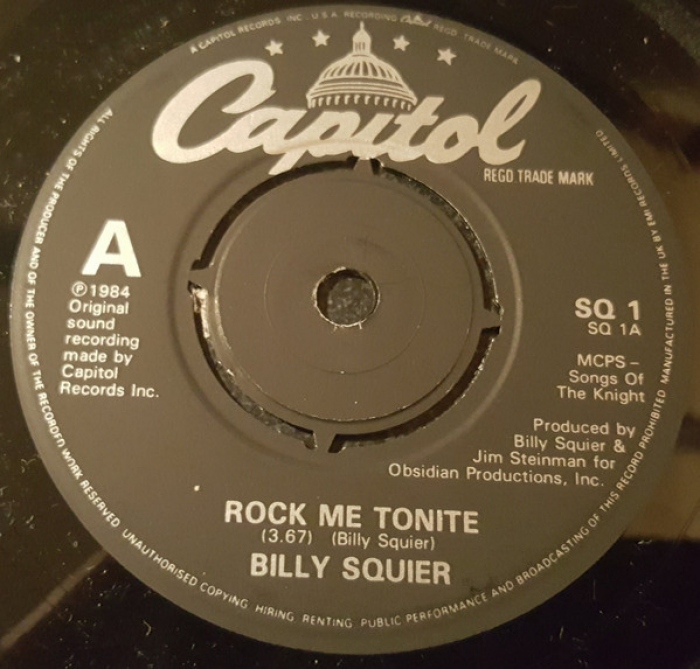 A CAPITOL RECORDS INC. U.S.A. RECORDING Capitol REGD. TRADE MARK
Capitol
REGD. TRADE MARK
A
Ⓟ1984
Original
sound
recording
made by
Capitol
Records Inc.
SQ 1
SQ 1A
MCPS –
Songs Of
The Knight
Produced by
Billy Squier &
Jim Steinman for
Obsidian Productions, Inc.
ROCK ME TONITE
(3.67) (Billy Squier)
BILLY SQUIER
ALL RIGHTS OF THE PRODUCER AND OF THE OWNER OF THE RECORDED WORK RESERVED UNAUTHORISED COPYING HIRING RENTING PUBLIC PERFORMANCE AND BROADCASTING OF THIS RECORD PROHIBITED MANUFACTURED IN THE UK BY EMI RECORDS LIMITED